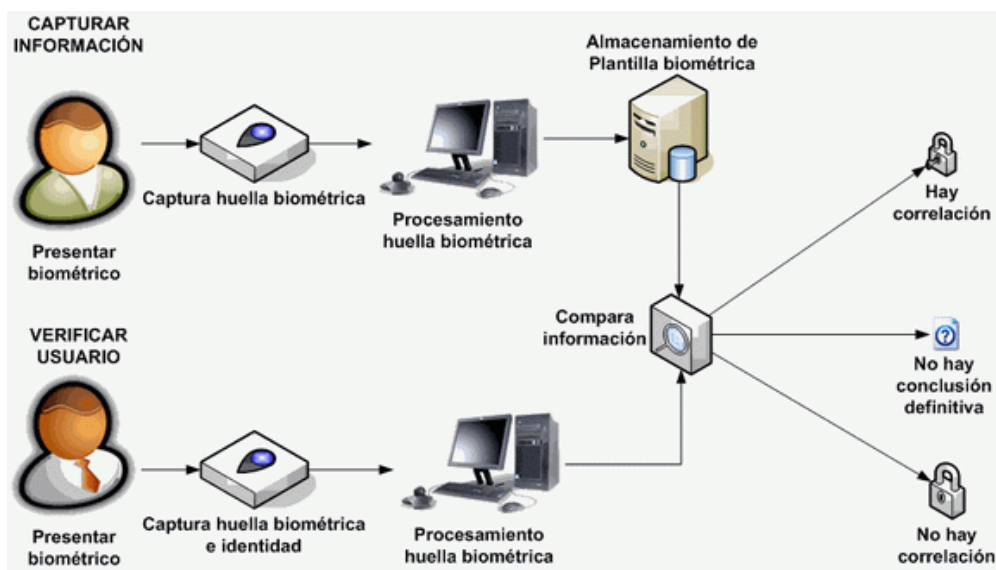 CAPTURAR
INFORMACIÓN
Almacenamiento de
Plantilla biométrica
Captura huella biométrica
Procesamiento
huella biométrica
Presentar
biométrico
Hay
correlación
VERIFICAR
USUARIO
Compara
información
No hay
conclusión
definitiva
Captura huella biométrica
e identidad
Procesamiento
huella biométrica
Presentar
biométrico
No hay
correlación